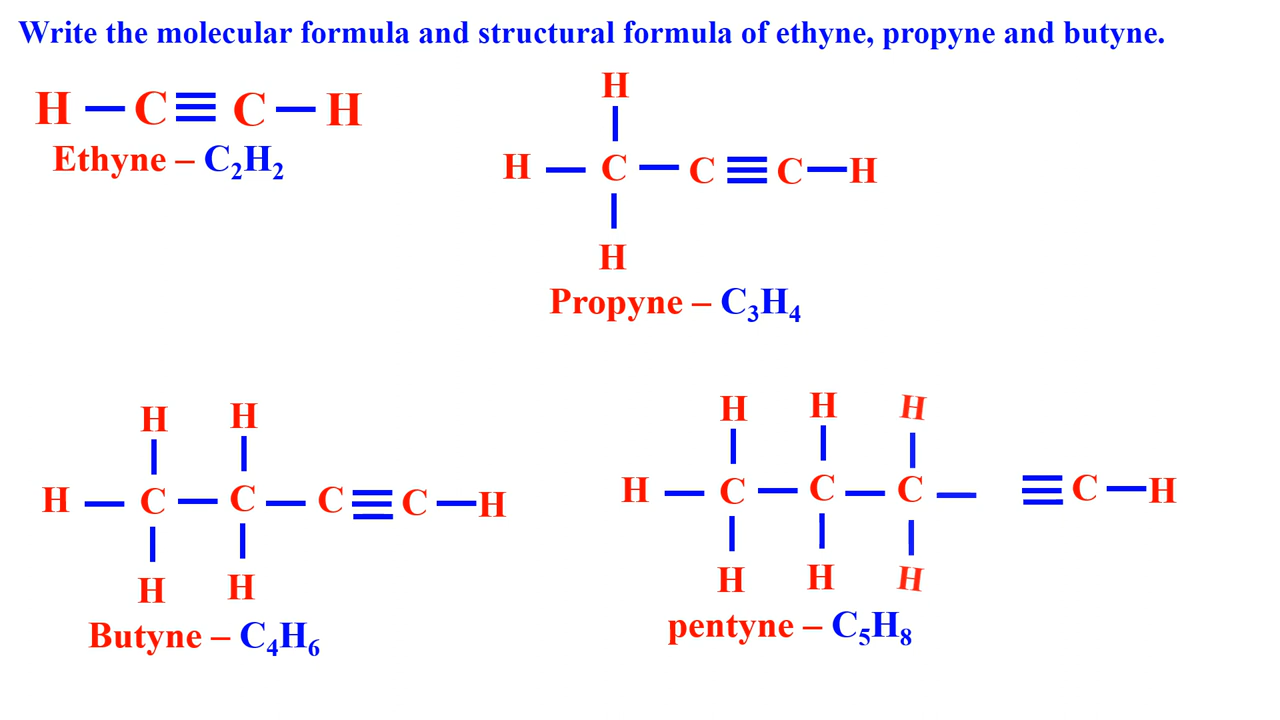 Write the molecular formula and structural formula of ethyne, propyne and butyne.
H — C ≡ C — H
Ethyne – C₂H₂
H
H — C — C ≡ C — H
H
Propyne – C₃H₄
H H
H — C — C — C ≡ C — H
H H
Butyne – C₄H₆
H H H
H — C — C — C — ≡ C — H
H H H
pentyne – C₅H₈